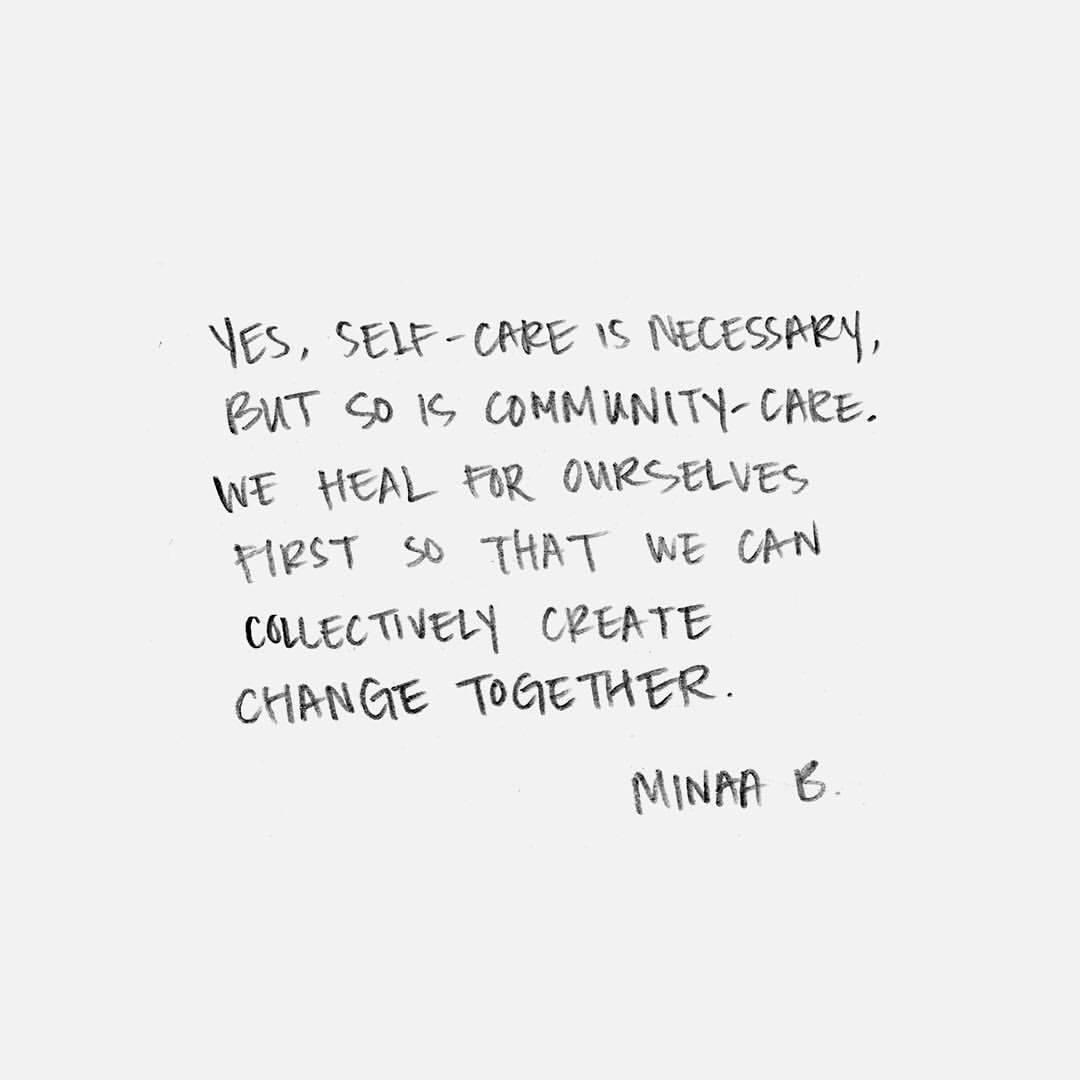 YES, SELF-CARE IS NECESSARY,
BUT SO IS COMMUNITY-CARE.
WE HEAL FOR OURSELVES
FIRST SO THAT WE CAN
COLLECTIVELY CREATE
CHANGE TOGETHER.
MINAA B.